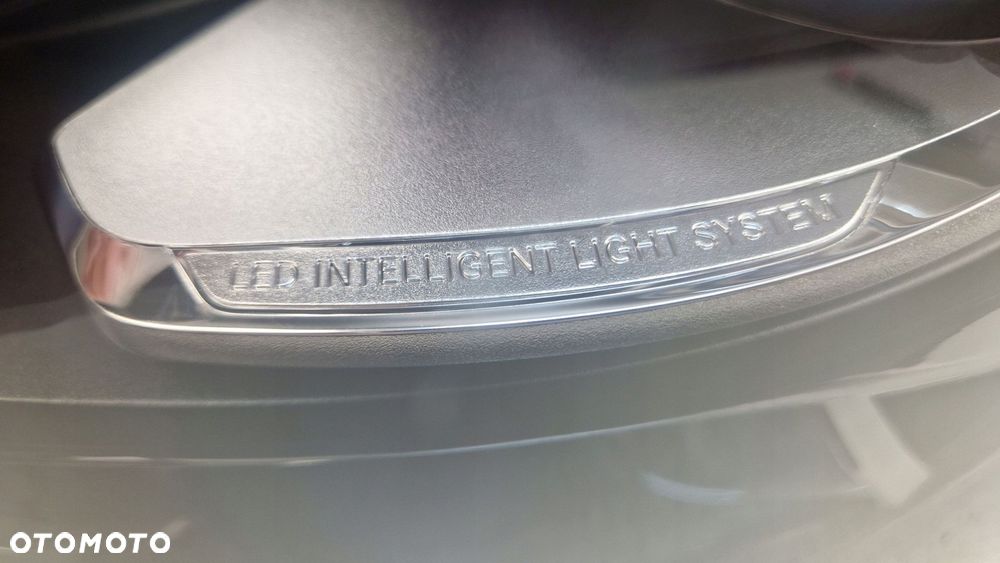 LED INTELLIGENT LIGHT SYSTEM
OTOMOTO